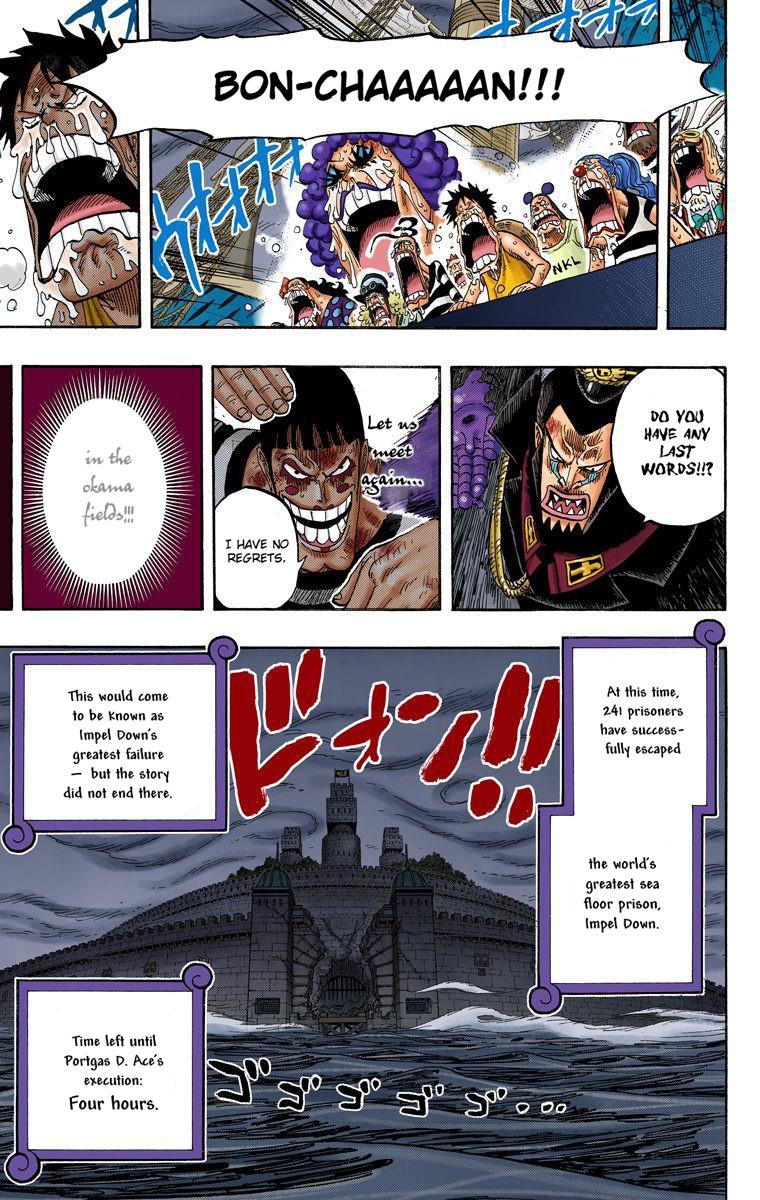 BON-CHAAAAAN!!!
ウオオオオ
3
NKL
DO YOU
HAVE ANY
LAST
WORDS!!?
Let us
meet
again...
I HAVE NO
REGRETS.
in the
okama
fields!!!
At this time,
241 prisoners
have success-
fully escaped
the world's
greatest sea
floor prison,
Impel Down.
ドオン!!
This would come
to be known as
Impel Down's
greatest failure
— but the story
did not end there.
Time left until
Portgas D. Ace's
execution:
Four hours.
ゴゴゴゴゴ...